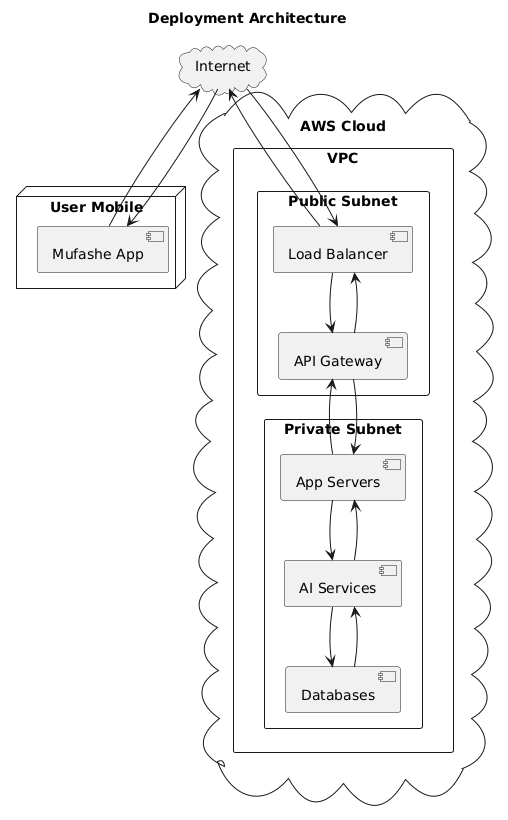 Deployment Architecture
Internet
AWS Cloud
VPC
User Mobile
Public Subnet
Mufashe App
Load Balancer
API Gateway
Private Subnet
App Servers
AI Services
Databases